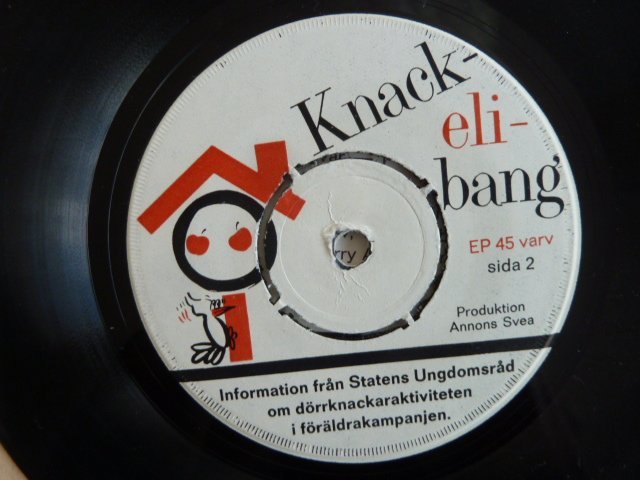 Knack-
eli-
bang
EP 45 varv
sida 2
Produktion
Annons Svea
Information från Statens Ungdomsråd
om dörrknackaraktiviteten
i föräldrakampanjen.